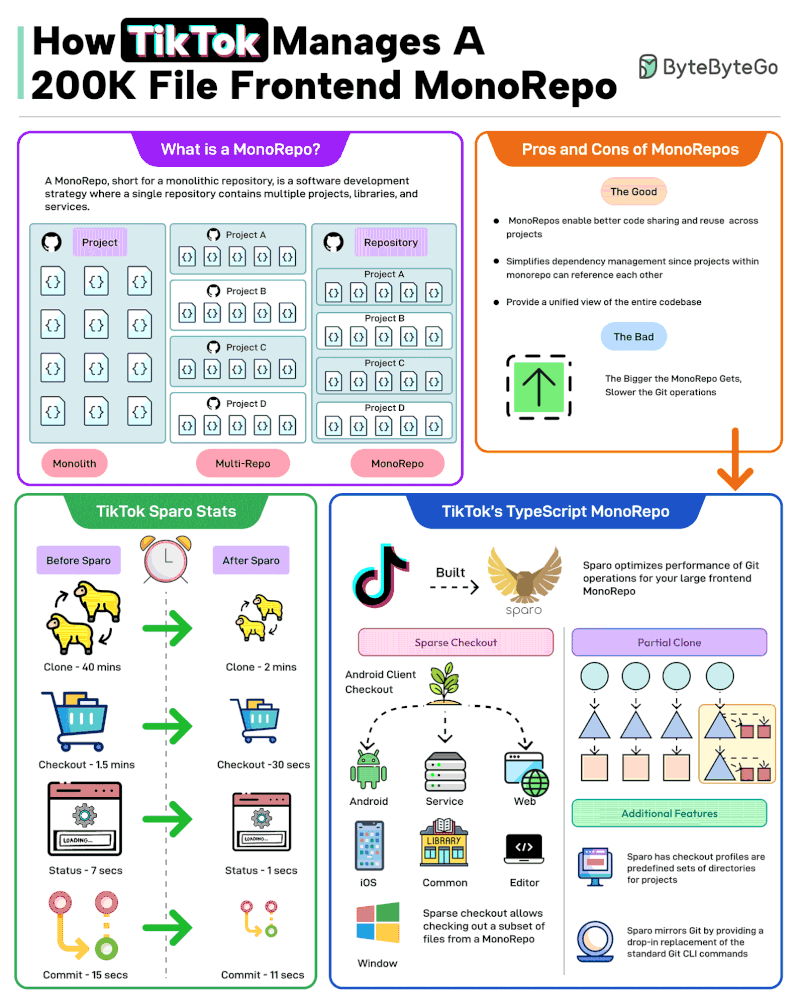 How TikTok Manages A
200K File Frontend MonoRepo
ByteByteGo
What is a MonoRepo?
A MonoRepo, short for a monolithic repository, is a software development
strategy where a single repository contains multiple projects, libraries, and
services.
Project
{} {} {}
{} {} {}
{} {} {}
{} {} {}
Monolith
Project A
{} {} {} {} {}
Project B
{} {} {} {} {}
Project C
{} {} {} {} {}
Project D
{} {} {} {} {}
Multi-Repo
Repository
Project A
{} {} {} {} {}
Project B
{} {} {} {} {}
Project C
{} {} {} {} {}
Project D
{} {} {} {} {}
MonoRepo
Pros and Cons of MonoRepos
The Good
MonoRepos enable better code sharing and reuse across
projects
Simplifies dependency management since projects within
monorepo can reference each other
Provide a unified view of the entire codebase
The Bad
The Bigger the MonoRepo Gets,
Slower the Git operations
TikTok Sparo Stats
Before Sparo
After Sparo
Clone - 40 mins
Clone - 2 mins
Checkout - 1.5 mins
Checkout -30 secs
LOADING...
LOADING...
Status - 7 secs
Status - 1 secs
Commit - 15 secs
Commit - 11 secs
TikTok's TypeScript MonoRepo
Built
sparo
Sparo optimizes performance of Git
operations for your large frontend
MonoRepo
Sparse Checkout
Android Client
Checkout
Android
Service
Web
LIBRARY
</>
iOS
Common
Editor
Window
Sparse checkout allows
checking out a subset of
files from a MonoRepo
Partial Clone
Additional Features
Sparo has checkout profiles are
predefined sets of directories
for projects
Sparo mirrors Git by providing a
drop-in replacement of the
standard Git CLI commands